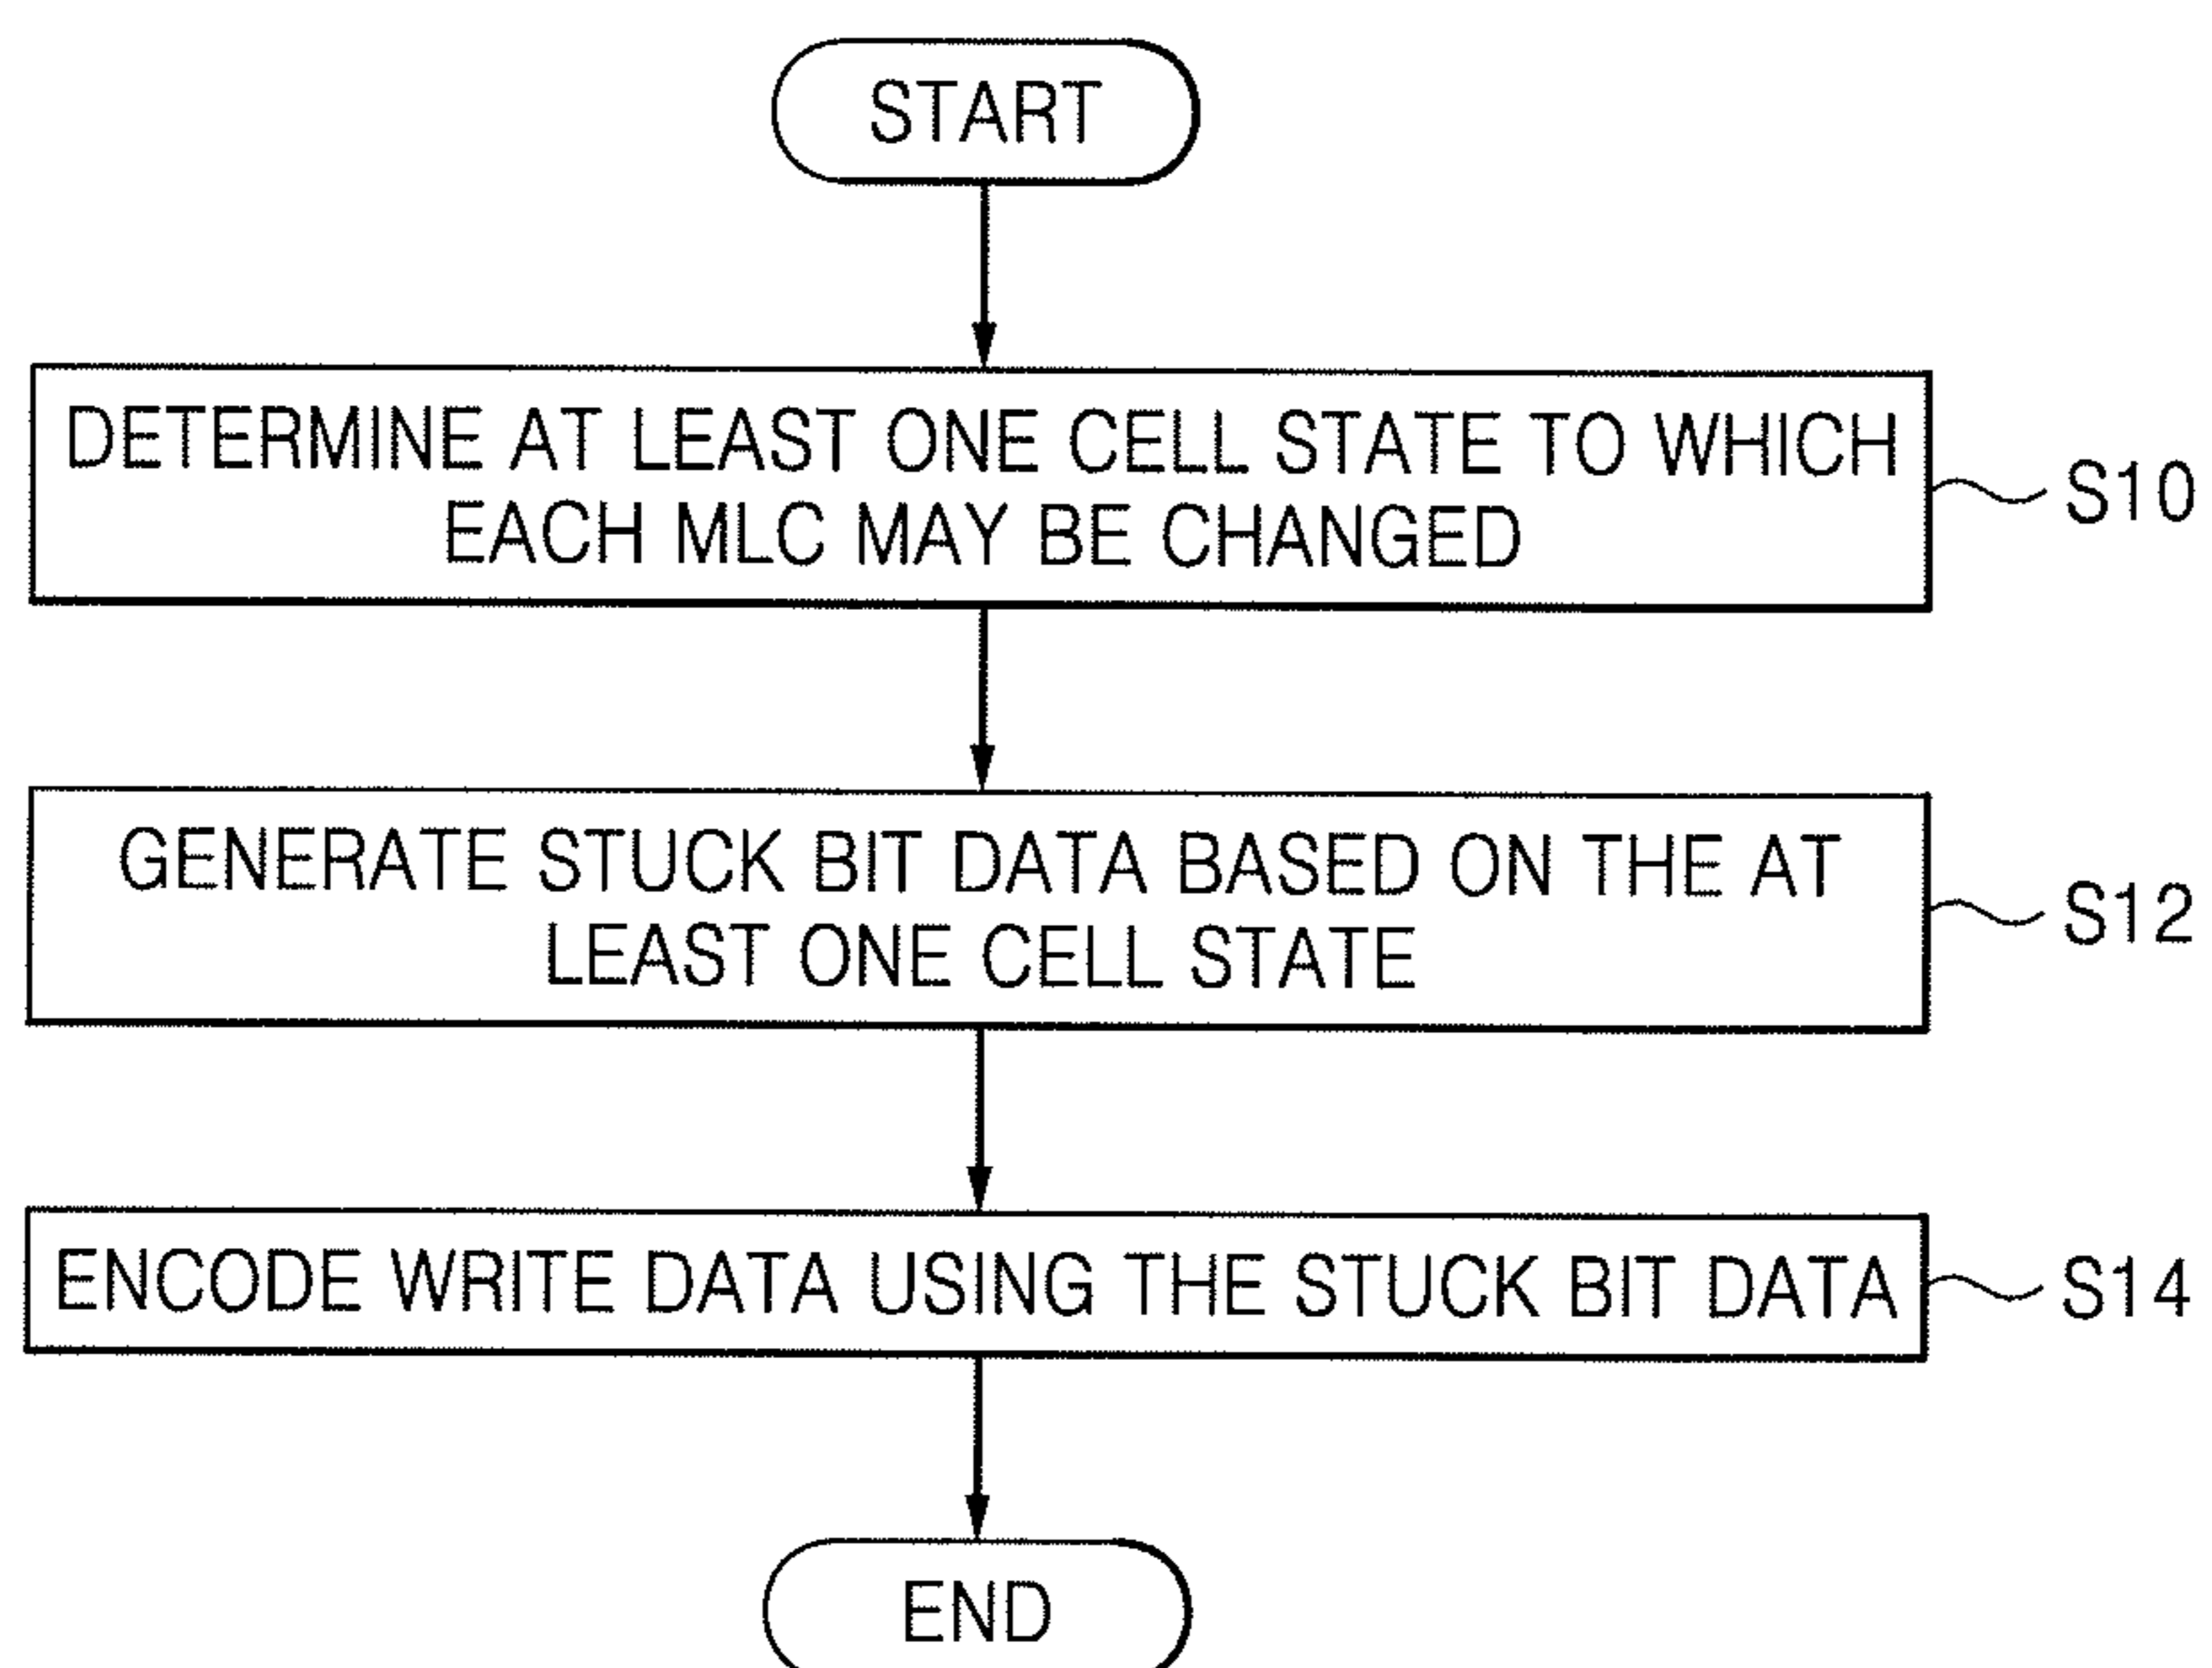 START
DETERMINE AT LEAST ONE CELL STATE TO WHICH
EACH MLC MAY BE CHANGED
S10
GENERATE STUCK BIT DATA BASED ON THE AT
LEAST ONE CELL STATE
S12
ENCODE WRITE DATA USING THE STUCK BIT DATA
S14
END